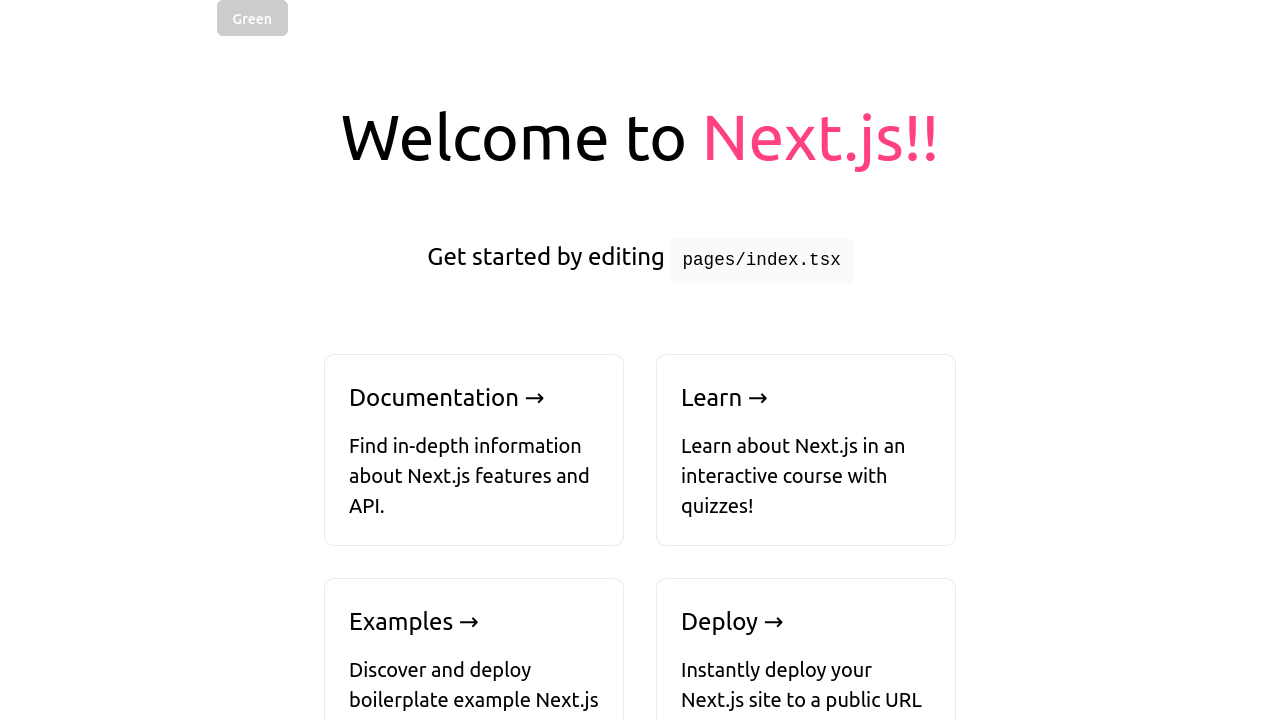 Green
Welcome to Next.js!!
Get started by editing pages/index.tsx
Documentation →
Find in-depth information
about Next.js features and
API.
Learn →
Learn about Next.js in an
interactive course with
quizzes!
Examples →
Discover and deploy
boilerplate example Next.js
Deploy →
Instantly deploy your
Next.js site to a public URL